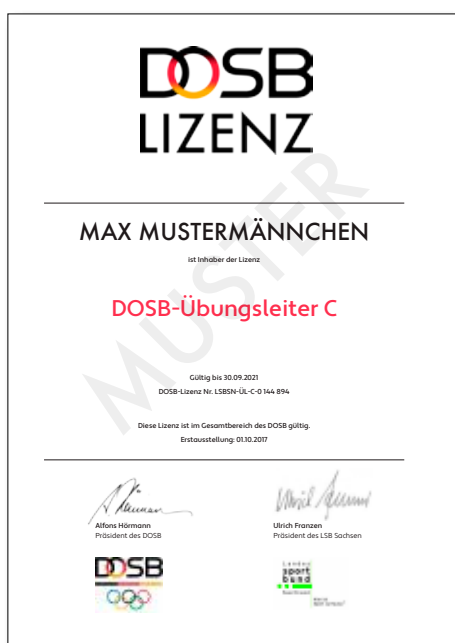 DOSB
LIZENZ
MUSTER
MAX MUSTERMÄNNCHEN
ist Inhaber der Lizenz
DOSB-Übungsleiter C
Gültig bis 30.09.2021
DOSB-Lizenz Nr. LSBSN-ÜL-C-0 144 894
Diese Lizenz ist im Gesamtbereich des DOSB gültig.
Erstausstellung: 01.10.2017
Alfons Hörmann
Präsident des DOSB
Ulrich Franzen
Präsident des LSB Sachsen
DOSB
Landes
sport
bund